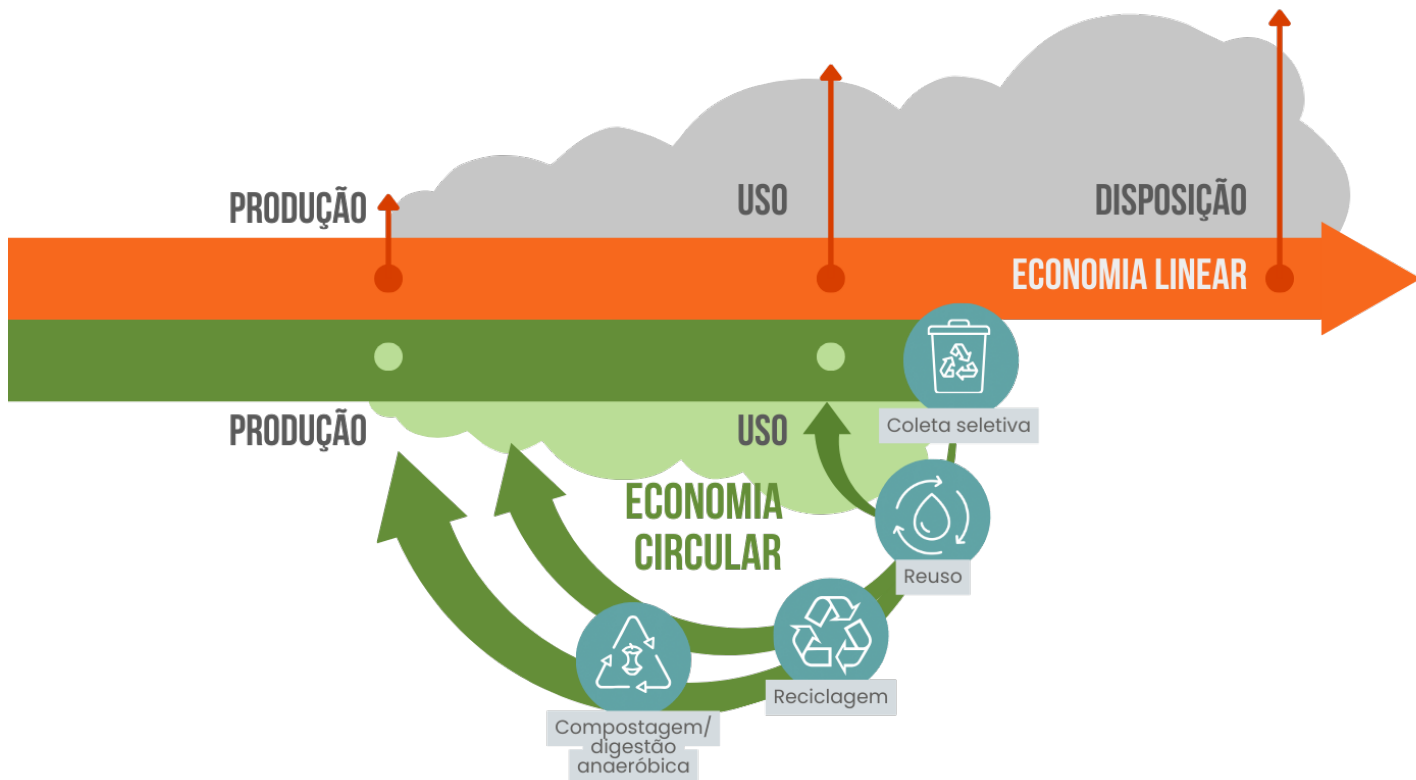 PRODUÇÃO
USO
DISPOSIÇÃO
ECONOMIA LINEAR
PRODUÇÃO
USO
Coleta seletiva
ECONOMIA
CIRCULAR
Reuso
Reciclagem
Compostagem/
digestão
anaeróbica